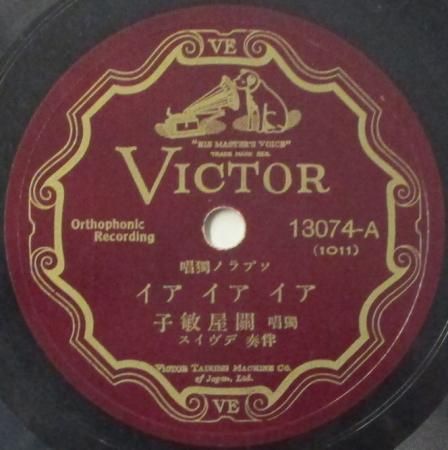 VE
"HIS MASTER'S VOICE"
TRADE MARK REG.
VICTOR
Orthophonic
Recording
13074-A
(1011)
ソプラノ獨唱
アイ アイ アイ
獨唱 關屋敏子
伴奏 デヴイス
VICTOR TALKING MACHINE CO.
of Japan, Ltd.
VE